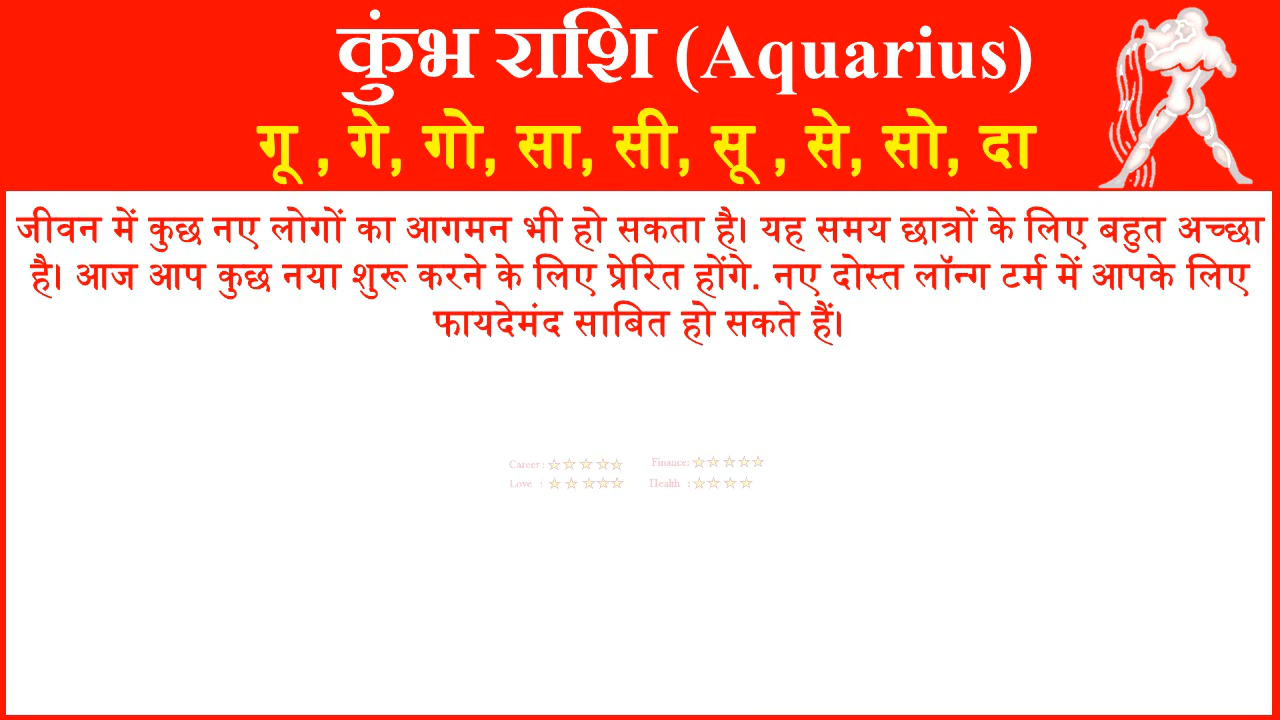 कुंभ राशि (Aquarius)
गू , गे, गो, सा, सी, सू , से, सो, दा
जीवन में कुछ नए लोगों का आगमन भी हो सकता है। यह समय छात्रों के लिए बहुत अच्छा
है। आज आप कुछ नया शुरू करने के लिए प्रेरित होंगे. नए दोस्त लॉन्ग टर्म में आपके लिए
फायदेमंद साबित हो सकते हैं।
Career : ☆☆☆☆☆ Finance: ☆☆☆☆☆
Love : ☆☆☆☆☆ Health : ☆☆☆☆